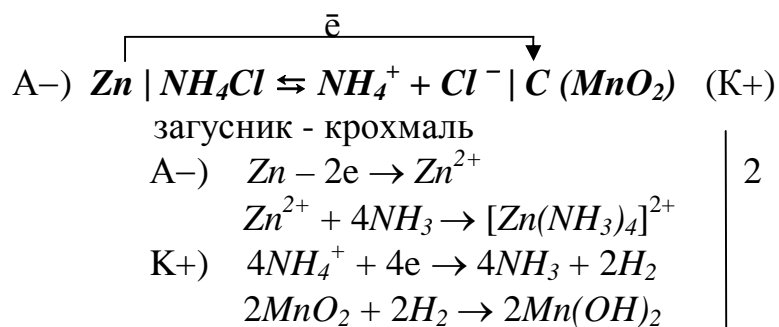 ē
А–) Zn | NH₄Cl ⇆ NH₄⁺ + Cl⁻ | C (MnO₂) (К+)
загусник - крохмаль
А–) Zn – 2e → Zn²⁺ | 2
Zn²⁺ + 4NH₃ → [Zn(NH₃)₄]²⁺
К+) 4NH₄⁺ + 4e → 4NH₃ + 2H₂
2MnO₂ + 2H₂ → 2Mn(OH)₂